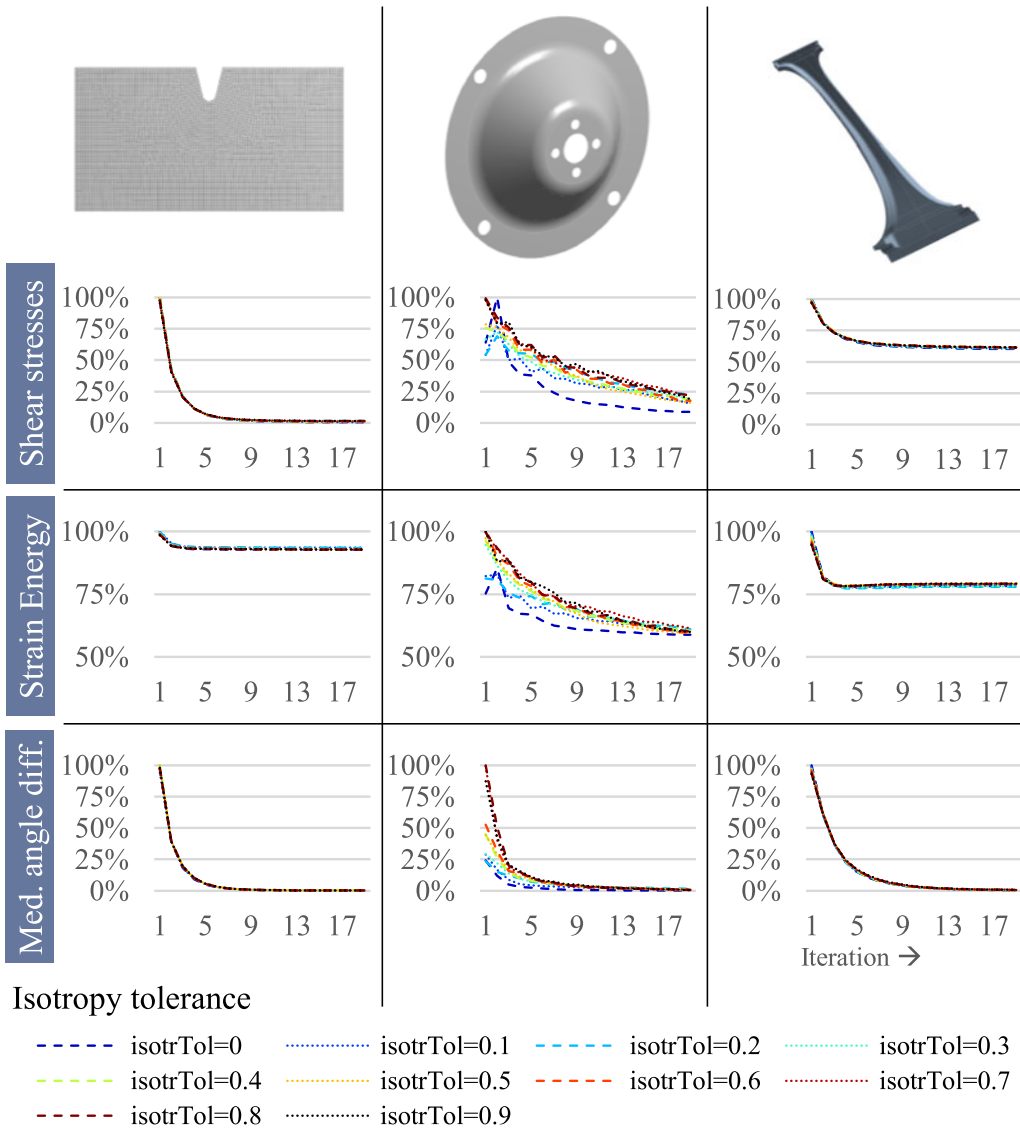 Shear stresses
100%
75%
50%
25%
0%
1 5 9 13 17
100%
75%
50%
25%
0%
1 5 9 13 17
100%
75%
50%
25%
0%
1 5 9 13 17
Strain Energy
100%
75%
50%
1 5 9 13 17
100%
75%
50%
1 5 9 13 17
100%
75%
50%
1 5 9 13 17
Med. angle diff.
100%
75%
50%
25%
0%
1 5 9 13 17
100%
75%
50%
25%
0%
1 5 9 13 17
100%
75%
50%
25%
0%
1 5 9 13 17
Iteration →
Isotropy tolerance
isotrTol=0 isotrTol=0.1 isotrTol=0.2 isotrTol=0.3
isotrTol=0.4 isotrTol=0.5 isotrTol=0.6 isotrTol=0.7
isotrTol=0.8 isotrTol=0.9